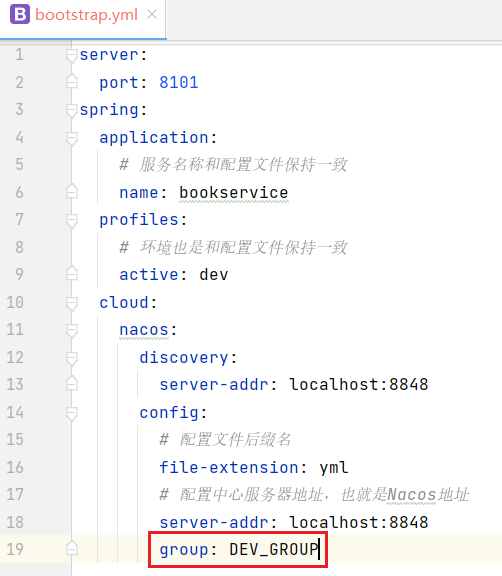 B bootstrap.yml ×
1 server:
2   port: 8101
3 spring:
4   application:
5     # 服务名称和配置文件保持一致
6     name: bookservice
7   profiles:
8     # 环境也是和配置文件保持一致
9     active: dev
10   cloud:
11     nacos:
12       discovery:
13         server-addr: localhost:8848
14       config:
15         # 配置文件后缀名
16         file-extension: yml
17         # 配置中心服务器地址，也就是Nacos地址
18         server-addr: localhost:8848
19         group: DEV_GROUP